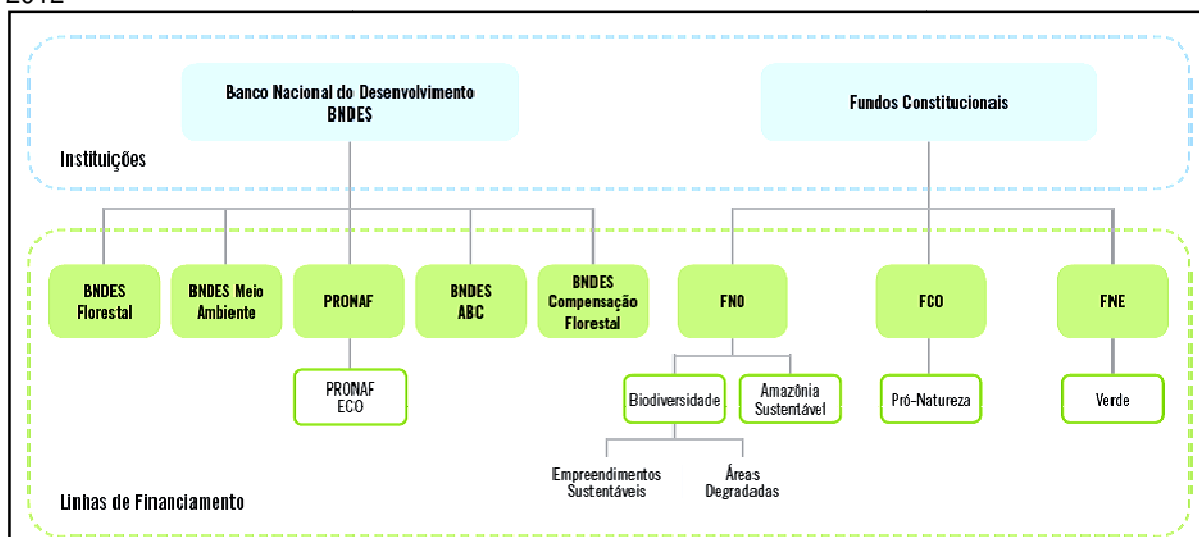 2012
Banco Nacional do Desenvolvimento
BNDES
Fundos Constitucionais
Instituições
BNDES
Florestal
BNDES Meio
Ambiente
PRONAF
BNDES
ABC
BNDES
Compensação
Florestal
FNO
FCO
FNE
PRONAF
ECO
Biodiversidade
Amazônia
Sustentável
Pró-Natureza
Verde
Empreendimentos
Sustentáveis
Áreas
Degradadas
Linhas de Financiamento